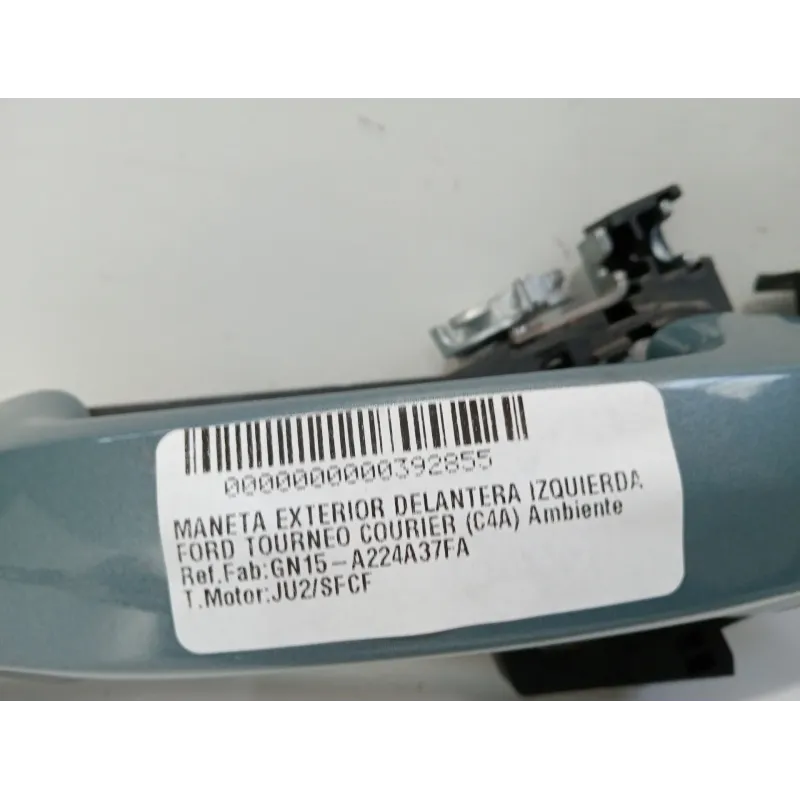 0000000000392855
MANETA EXTERIOR DELANTERA IZQUIERDA
FORD TOURNEO COURIER (C4A) Ambiente
Ref.Fab:GN15-A224A37FA
T.Motor:JU2/SFCF